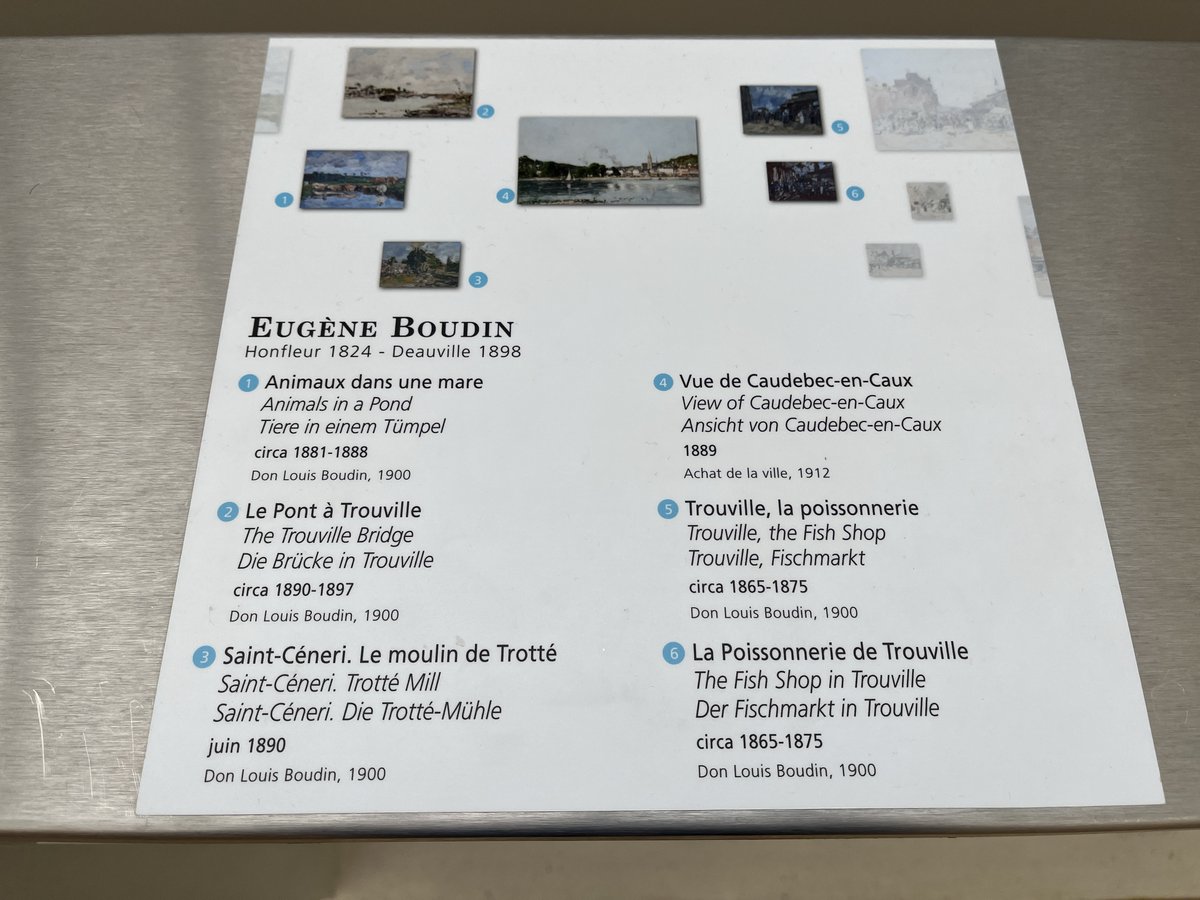 2
5
1
4
6
3
EUGÈNE BOUDIN
Honfleur 1824 - Deauville 1898
1 Animaux dans une mare
Animals in a Pond
Tiere in einem Tümpel
circa 1881-1888
Don Louis Boudin, 1900
2 Le Pont à Trouville
The Trouville Bridge
Die Brücke in Trouville
circa 1890-1897
Don Louis Boudin, 1900
3 Saint-Céneri. Le moulin de Trotté
Saint-Céneri. Trotté Mill
Saint-Céneri. Die Trotté-Mühle
juin 1890
Don Louis Boudin, 1900
4 Vue de Caudebec-en-Caux
View of Caudebec-en-Caux
Ansicht von Caudebec-en-Caux
1889
Achat de la ville, 1912
5 Trouville, la poissonnerie
Trouville, the Fish Shop
Trouville, Fischmarkt
circa 1865-1875
Don Louis Boudin, 1900
6 La Poissonnerie de Trouville
The Fish Shop in Trouville
Der Fischmarkt in Trouville
circa 1865-1875
Don Louis Boudin, 1900